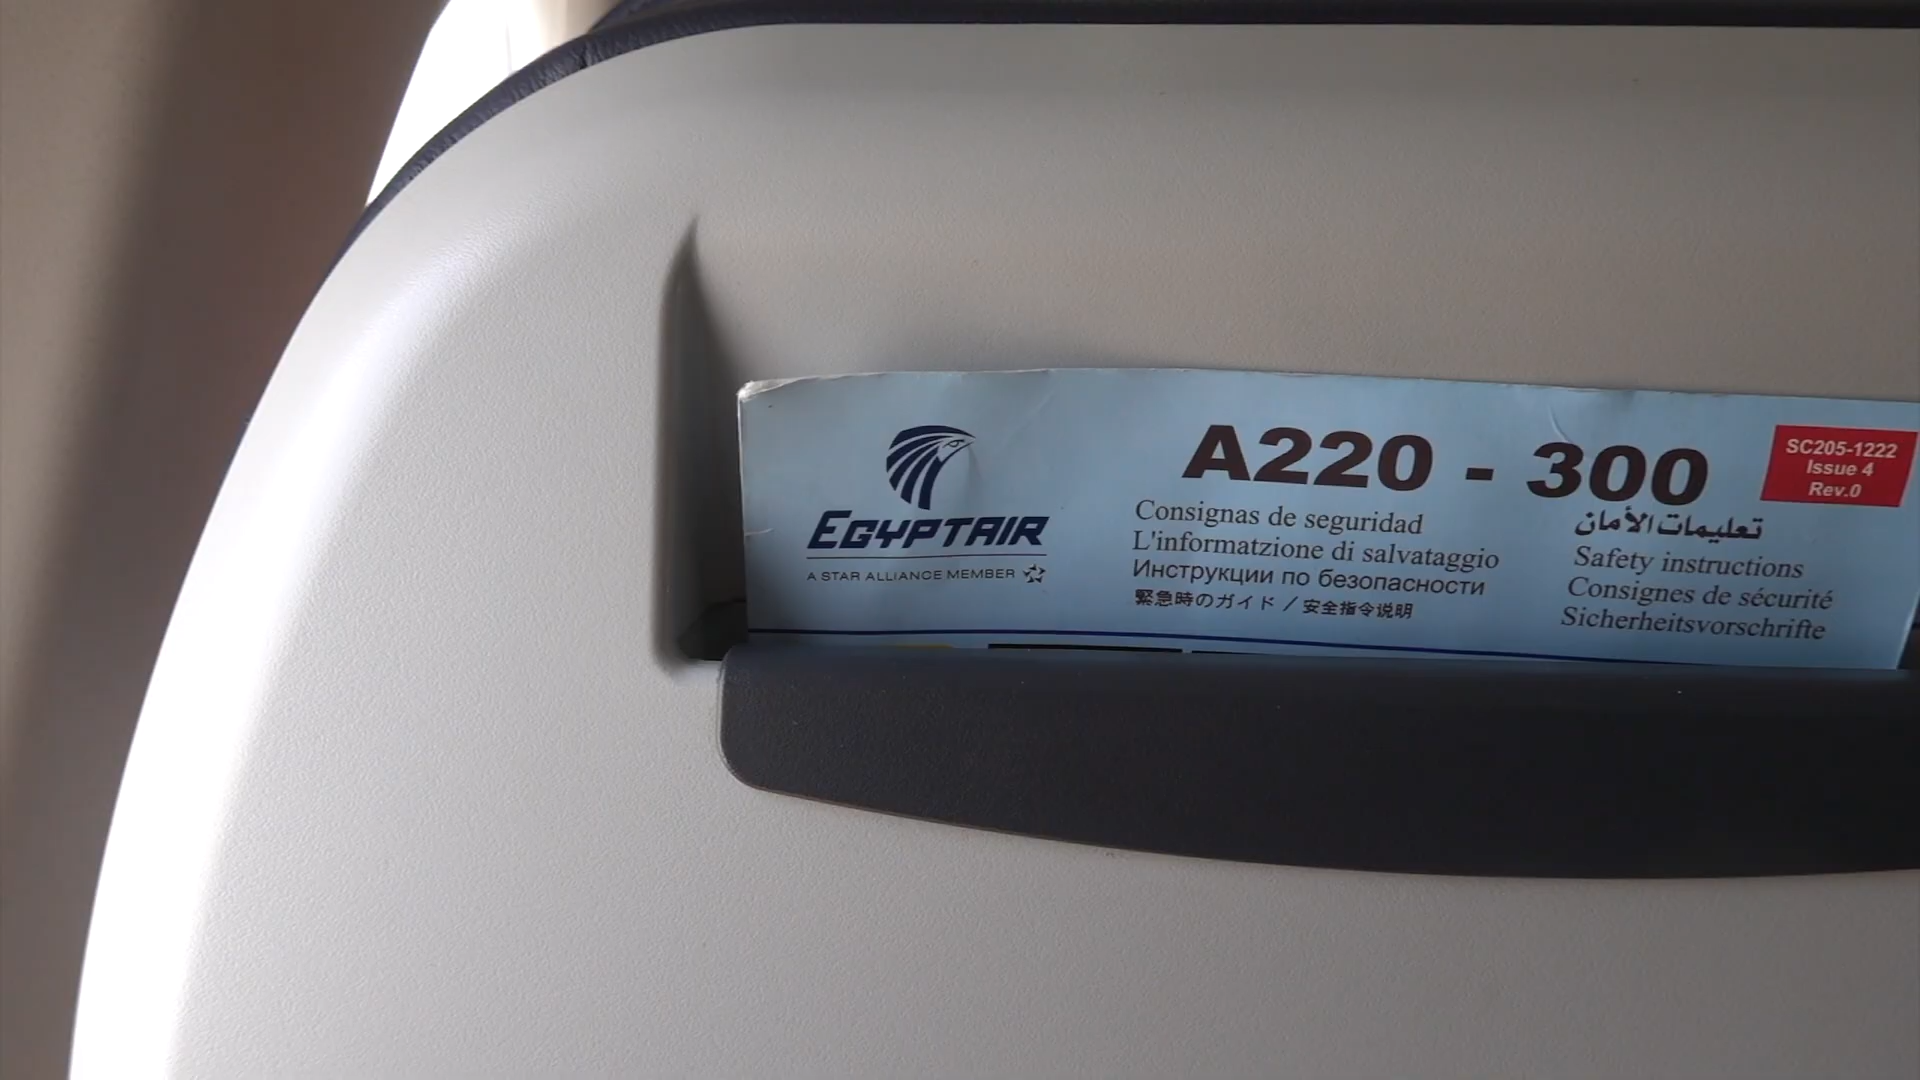 EGYPTAIR
A STAR ALLIANCE MEMBER
A220 - 300
Consignas de seguridad
L'informatzione di salvataggio
Инструкции по безопасности
緊急時のガイド / 安全指令说明
تعليمات الأمان
Safety instructions
Consignes de sécurité
Sicherheitsvorschrifte
SC205-1222
Issue 4
Rev.0